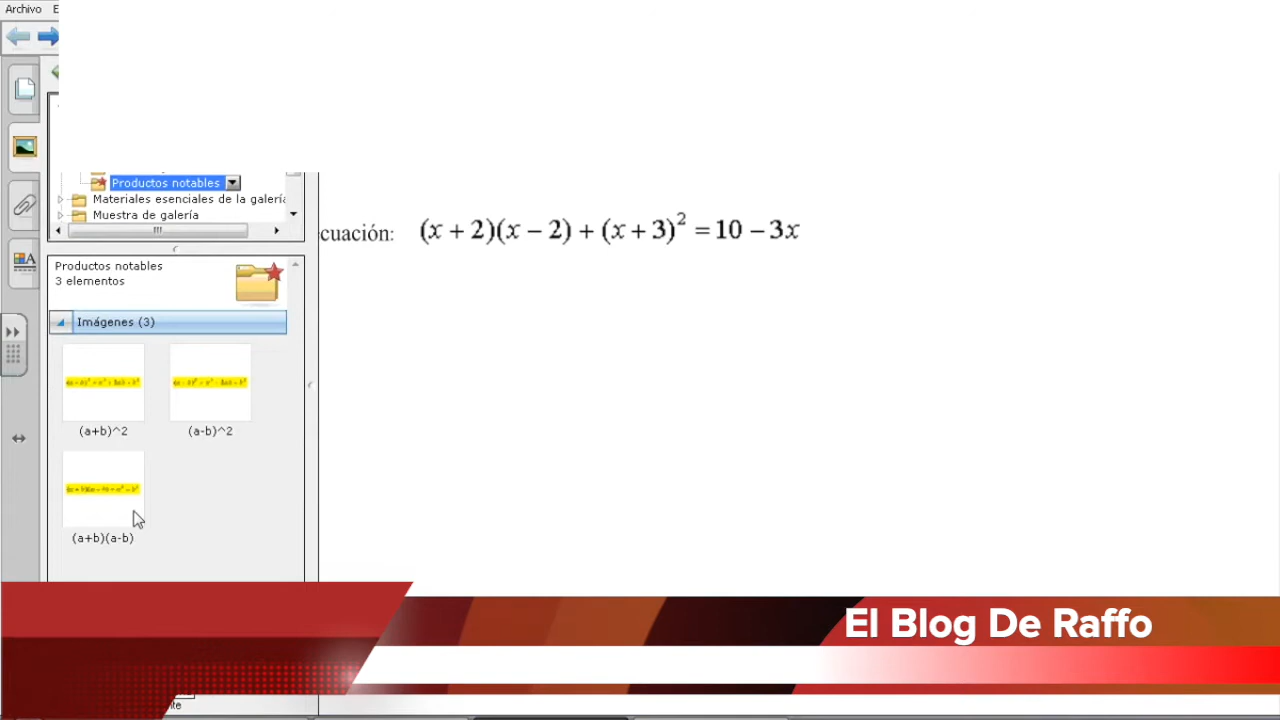 Archivo E
Productos notables
Materiales esenciales de la galería
Muestra de galería
cuación: (x + 2)(x − 2) + (x + 3)² = 10 − 3x
Productos notables
3 elementos
Imágenes (3)
(a+b)^2
(a-b)^2
(a+b)(a-b)
El Blog De Raffo